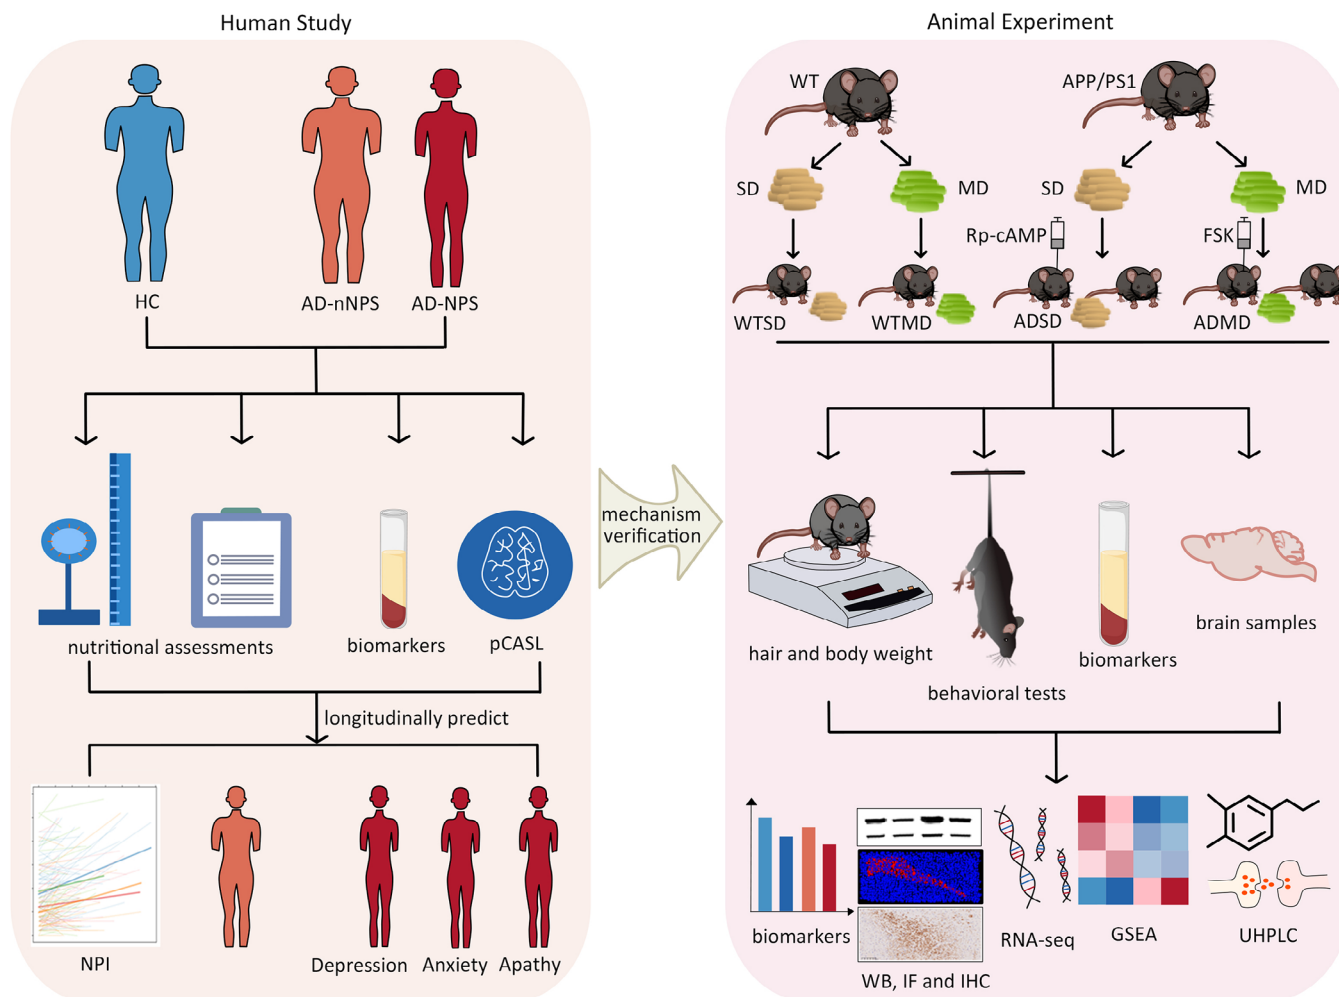 Human Study
HC
AD-nNPS
AD-NPS
nutritional assessments
biomarkers
pCASL
longitudinally predict
NPI
Depression
Anxiety
Apathy
mechanism
verification
Animal Experiment
WT
APP/PS1
SD
MD
SD
MD
Rp-cAMP
FSK
WTSD
WTMD
ADSD
ADMD
hair and body weight
behavioral tests
biomarkers
brain samples
biomarkers
WB, IF and IHC
RNA-seq
GSEA
UHPLC